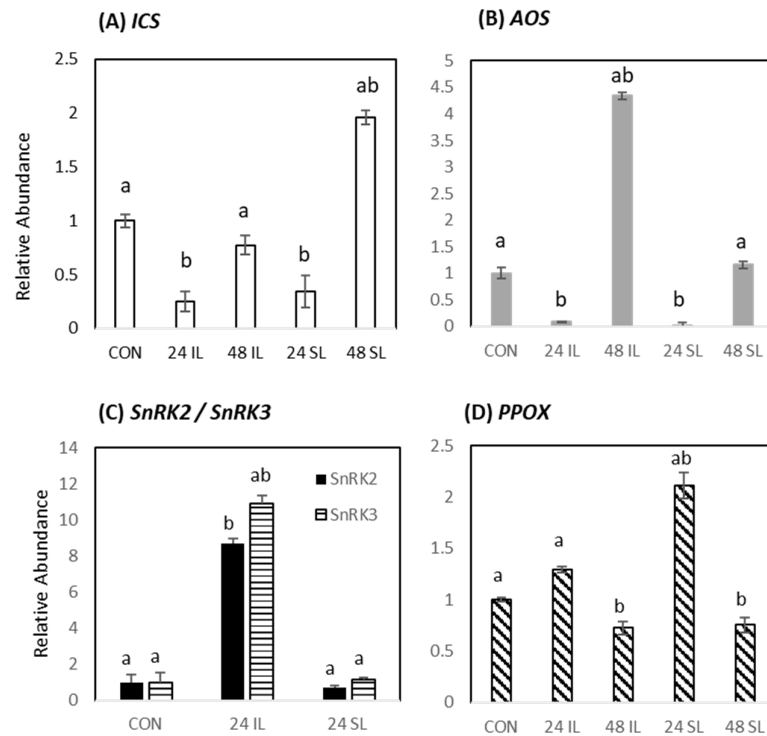 (A) ICS
Relative Abundance
2.5
2
1.5
1
0.5
0
a
b
a
b
ab
CON 24 IL 48 IL 24 SL 48 SL
(B) AOS
5
4.5
4
3.5
3
2.5
2
1.5
1
0.5
0
a
b
ab
b
a
CON 24 IL 48 IL 24 SL 48 SL
(C) SnRK2 / SnRK3
Relative Abundance
14
12
10
8
6
4
2
0
a a
b
ab
a a
SnRK2
SnRK3
CON 24 IL 24 SL
(D) PPOX
2.5
2
1.5
1
0.5
0
a
a
b
ab
b
CON 24 IL 48 IL 24 SL 48 SL